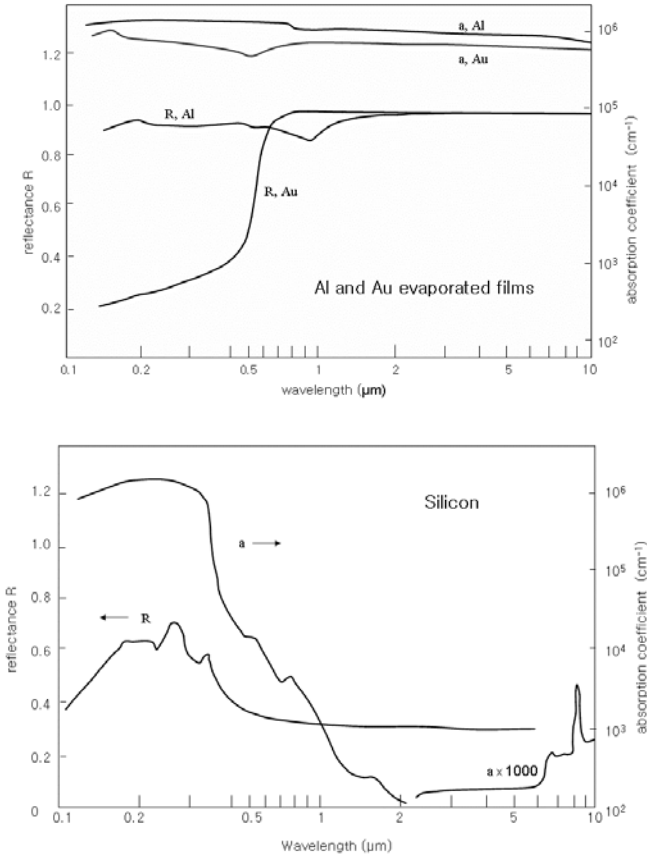 1.2
1.0
0.8
0.6
0.4
0.2
reflectance R
a, Al
a, Au
R, Al
R, Au
Al and Au evaporated films
10⁶
10⁵
10⁴
10³
10²
absorption coefficient (cm⁻¹)
0.1 0.2 0.5 1 2 5 10
wavelength (μm)
1.2
1.0
0.8
0.6
0.4
0.2
0
reflectance R
Silicon
a →
← R
a x 1000
10⁶
10⁵
10⁴
10³
10²
absorption coefficient (cm⁻¹)
0.1 0.2 0.5 1 2 5 10
Wavelength (μm)